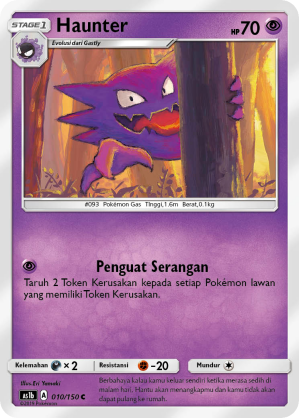 STAGE 1 Haunter HP 70
Evolusi dari Gastly
#093 Pokémon Gas Tinggi,1.6m Berat,0.1kg
Penguat Serangan
Taruh 2 Token Kerusakan kepada setiap Pokémon lawan
yang memiliki Token Kerusakan.
Kelemahan × 2 Resistansi -20 Mundur
Berbahaya kalau kamu keluar sendiri ketika merasa sedih
di malam hari. Hantu akan menangkapmu dan kamu tidak akan
dapat pulang ke rumah.
Illus.Eri Yamaki
as1b A 010/150 C